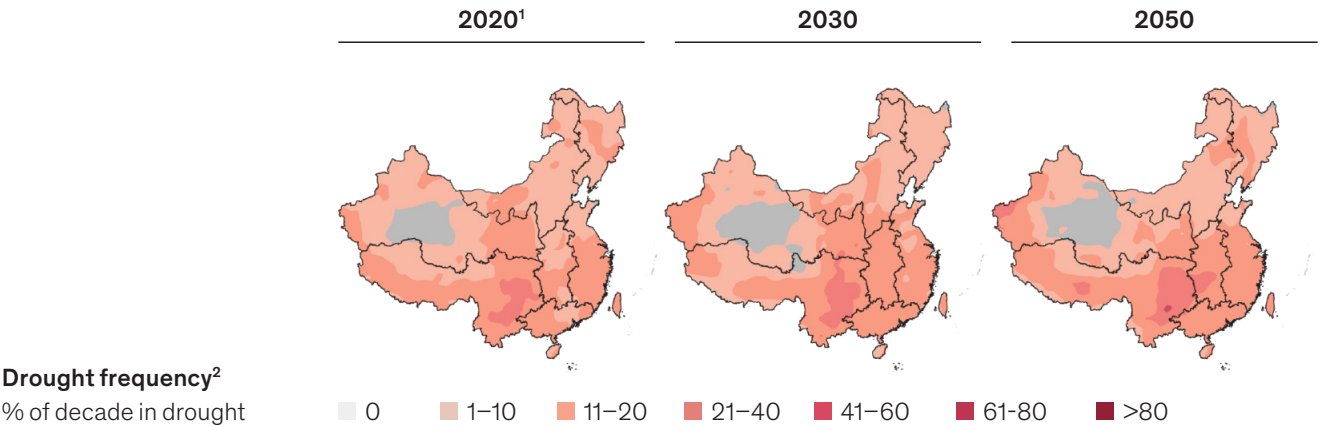 2020¹ 2030 2050
Drought frequency²
% of decade in drought 0 1–10 11–20 21–40 41–60 61-80 >80